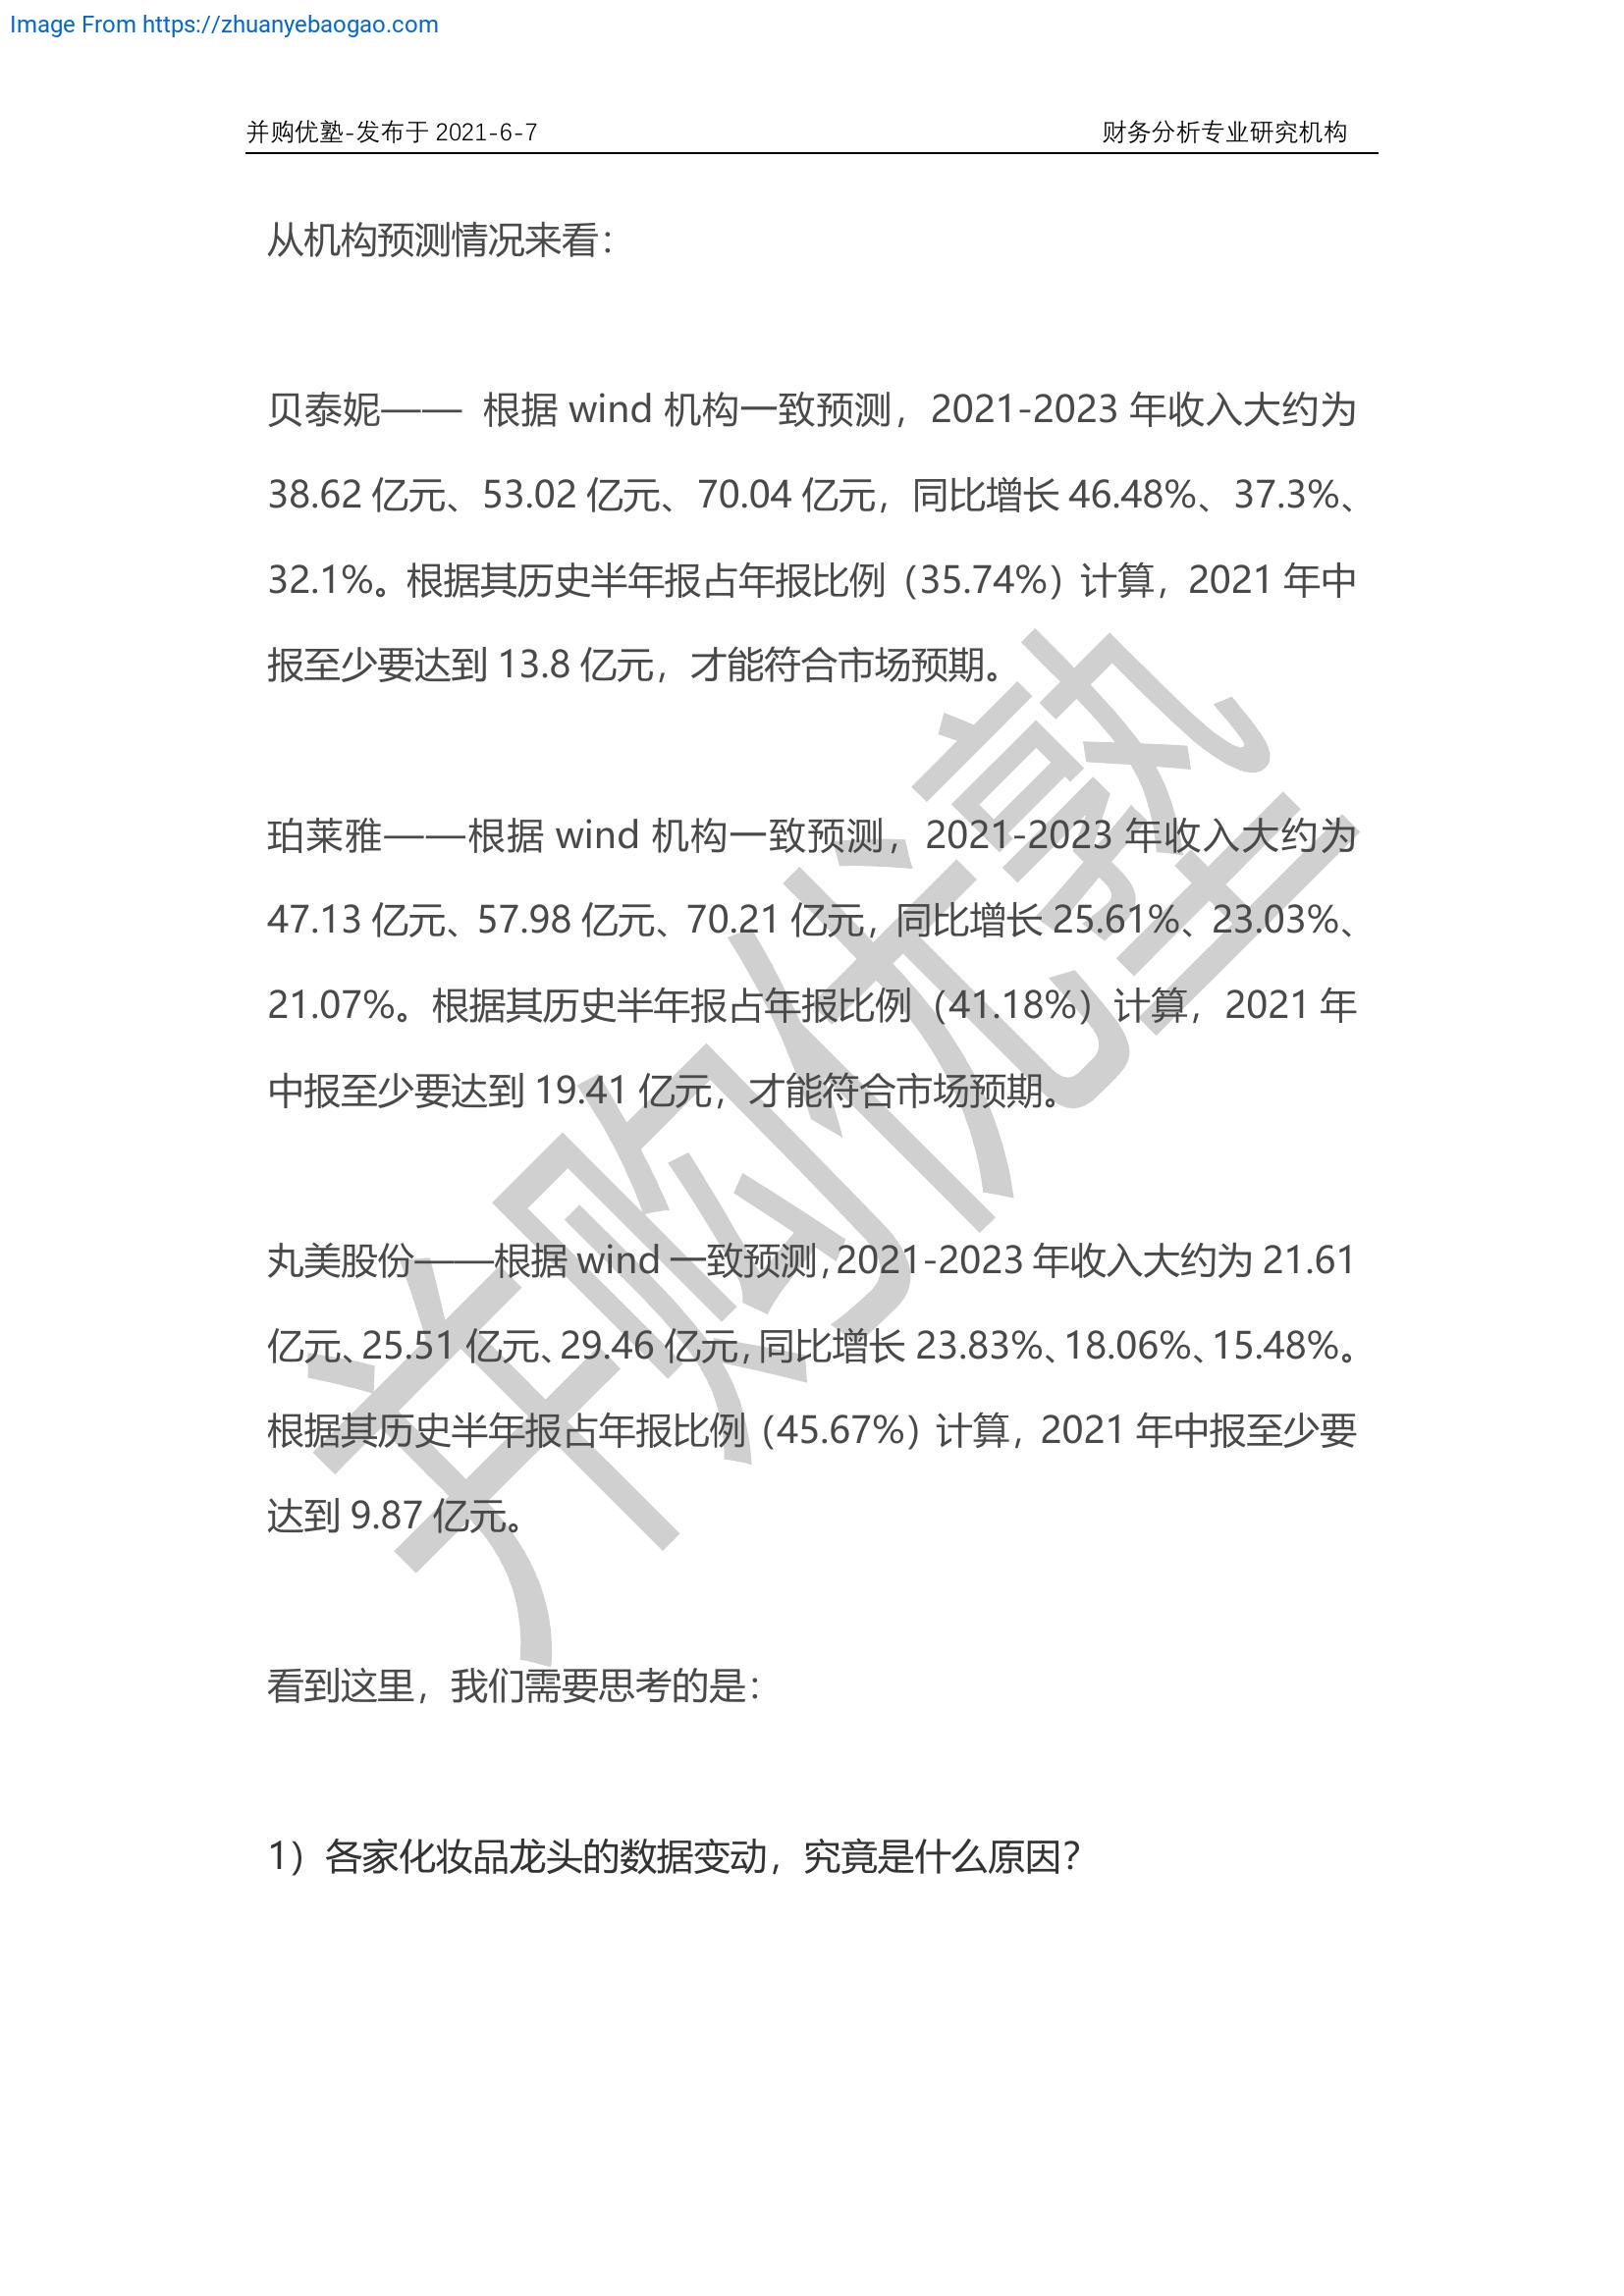 Image From https://zhuanyebaogao.com
并购优塾-发布于 2021-6-7 财务分析专业研究机构
从机构预测情况来看：
贝泰妮—— 根据 wind 机构一致预测，2021-2023 年收入大约为
38.62 亿元、53.02 亿元、70.04 亿元，同比增长 46.48%、37.3%、
32.1%。根据其历史半年报占年报比例（35.74%）计算，2021 年中
报至少要达到 13.8 亿元，才能符合市场预期。
珀莱雅——根据 wind 机构一致预测，2021-2023 年收入大约为
47.13 亿元、57.98 亿元、70.21 亿元，同比增长 25.61%、23.03%、
21.07%。根据其历史半年报占年报比例（41.18%）计算，2021 年
中报至少要达到 19.41 亿元，才能符合市场预期。
丸美股份——根据 wind 一致预测，2021-2023 年收入大约为 21.61
亿元、25.51 亿元、29.46 亿元，同比增长 23.83%、18.06%、15.48%。
根据其历史半年报占年报比例（45.67%）计算，2021 年中报至少要
达到 9.87 亿元。
看到这里，我们需要思考的是：
1）各家化妆品龙头的数据变动，究竟是什么原因？
并购优塾